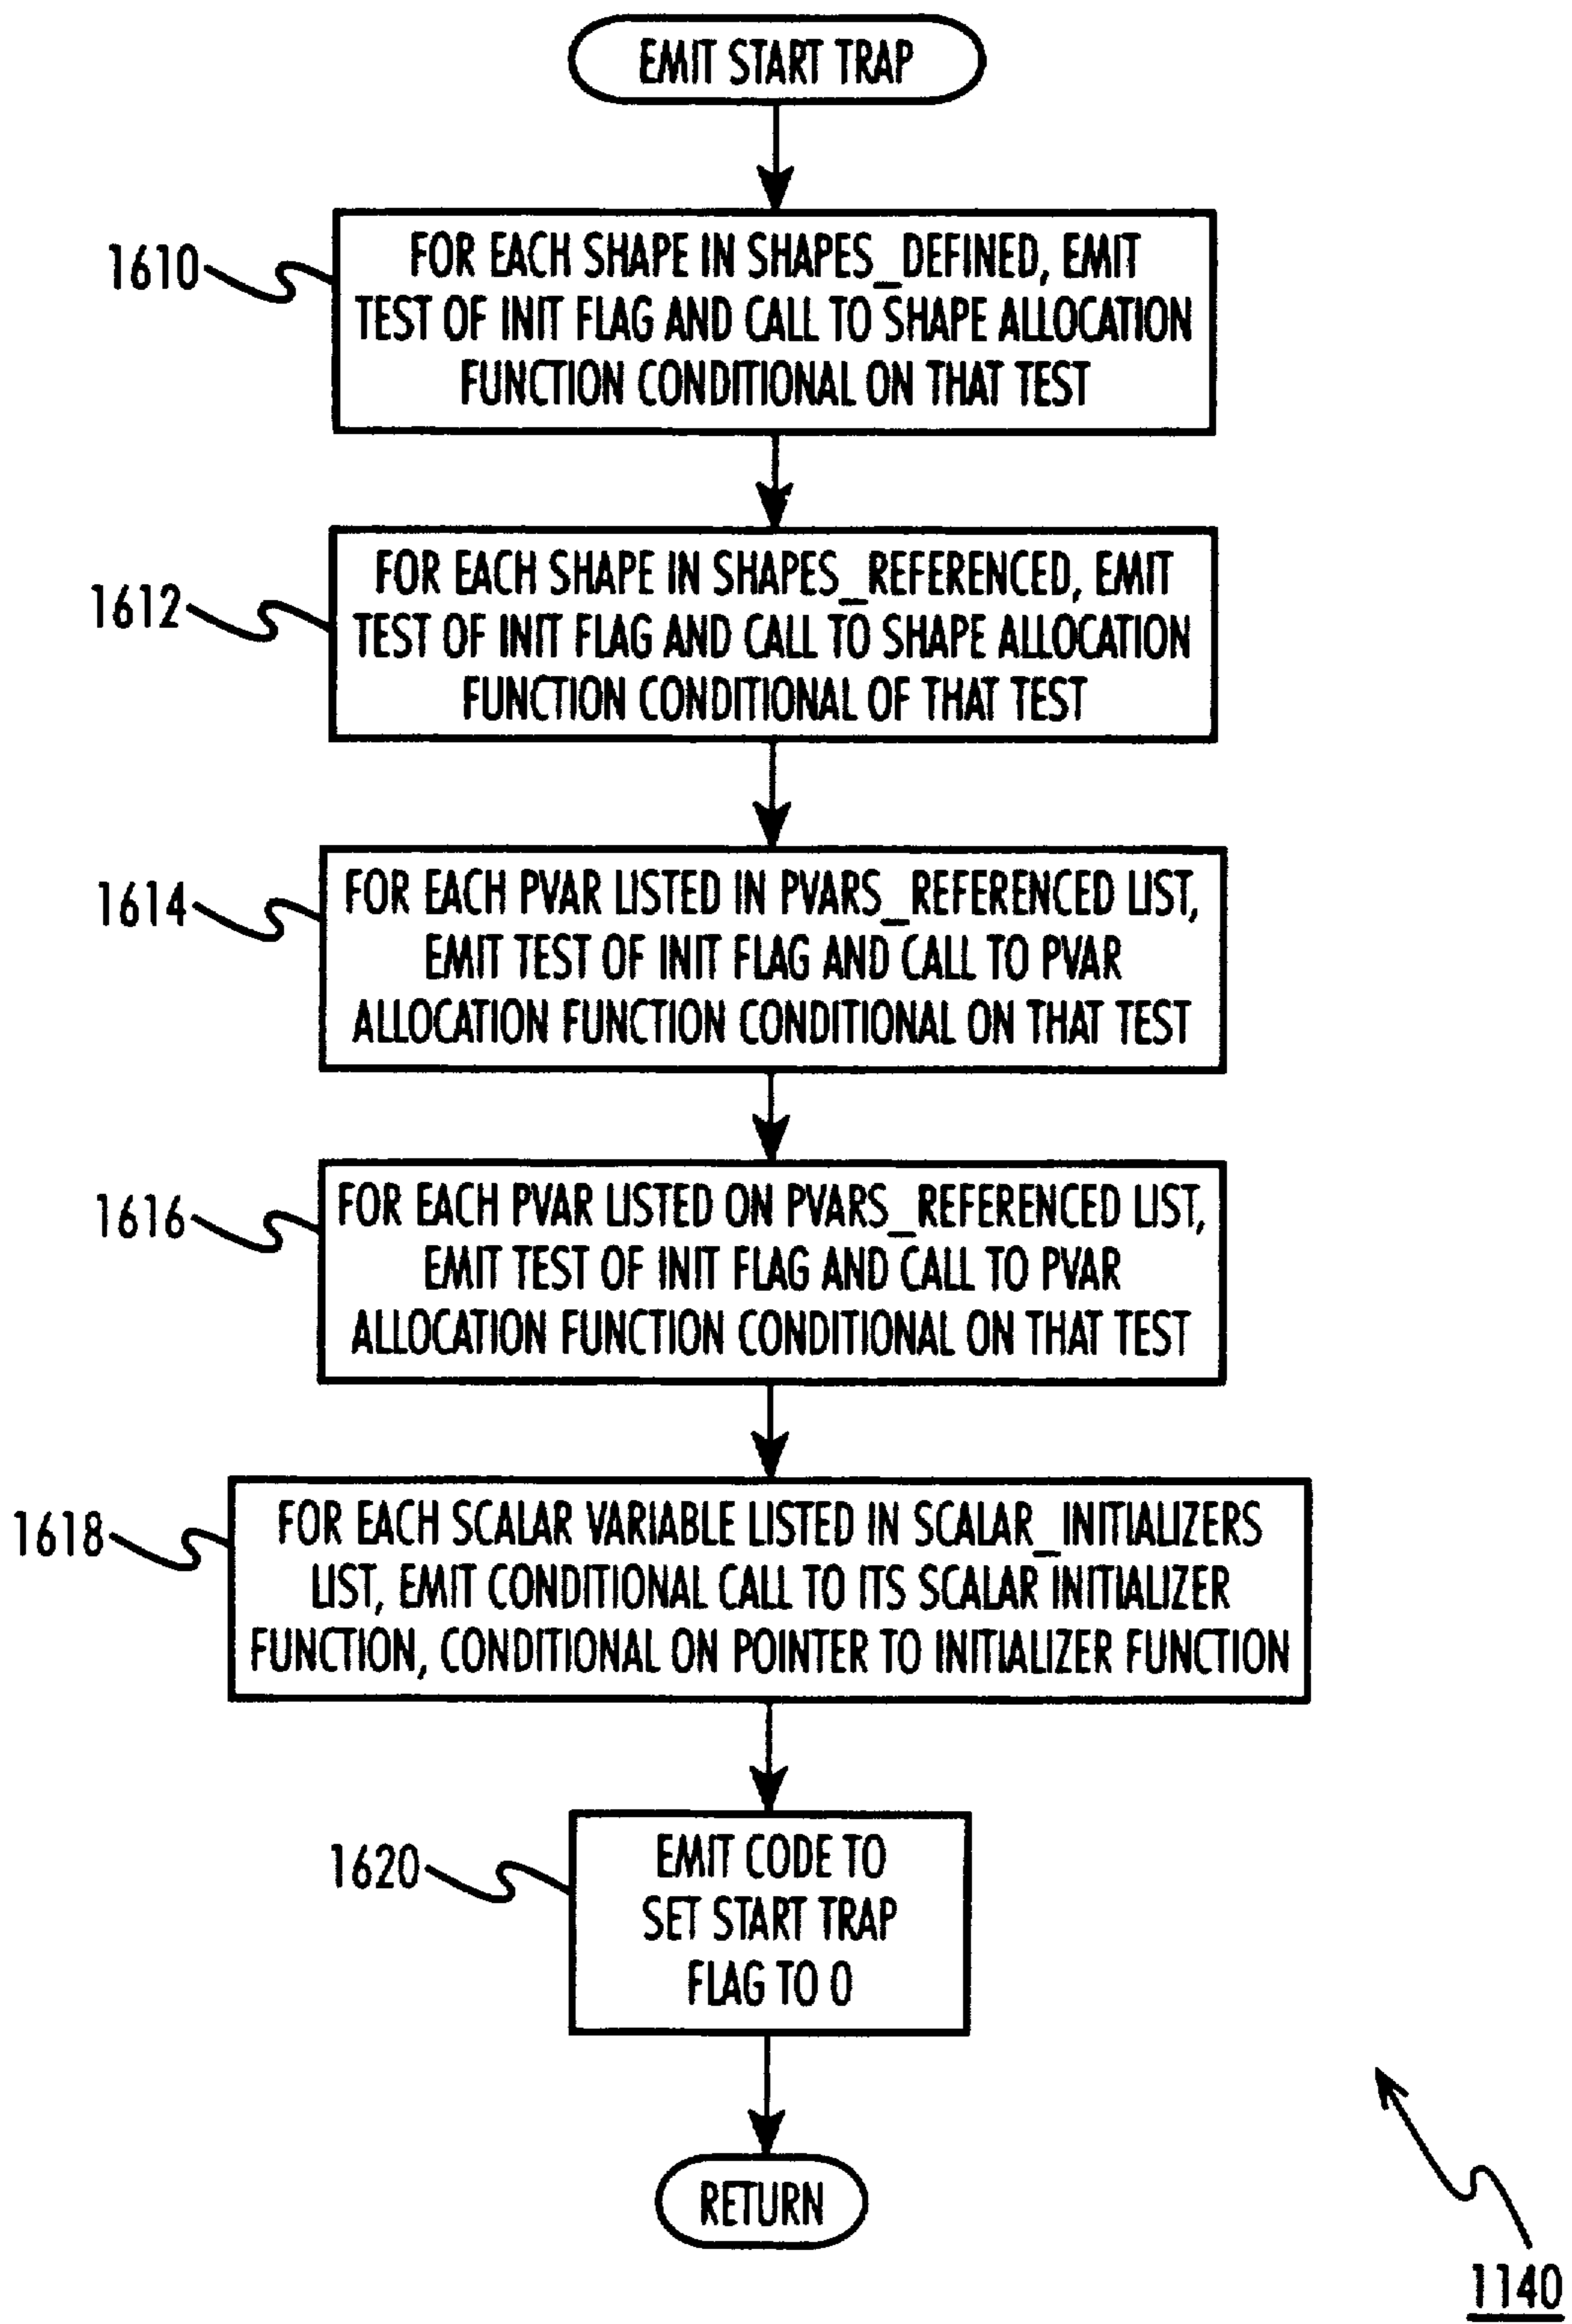 EMIT START TRAP
1610
FOR EACH SHAPE IN SHAPES_DEFINED, EMIT
TEST OF INIT FLAG AND CALL TO SHAPE ALLOCATION
FUNCTION CONDITIONAL ON THAT TEST
1612
FOR EACH SHAPE IN SHAPES_REFERENCED, EMIT
TEST OF INIT FLAG AND CALL TO SHAPE ALLOCATION
FUNCTION CONDITIONAL OF THAT TEST
1614
FOR EACH PVAR LISTED IN PVARS_REFERENCED LIST,
EMIT TEST OF INIT FLAG AND CALL TO PVAR
ALLOCATION FUNCTION CONDITIONAL ON THAT TEST
1616
FOR EACH PVAR LISTED ON PVARS_REFERENCED LIST,
EMIT TEST OF INIT FLAG AND CALL TO PVAR
ALLOCATION FUNCTION CONDITIONAL ON THAT TEST
1618
FOR EACH SCALAR VARIABLE LISTED IN SCALAR_INITIALIZERS
LIST, EMIT CONDITIONAL CALL TO ITS SCALAR INITIALIZER
FUNCTION, CONDITIONAL ON POINTER TO INITIALIZER FUNCTION
1620
EMIT CODE TO
SET START TRAP
FLAG TO 0
RETURN
1140